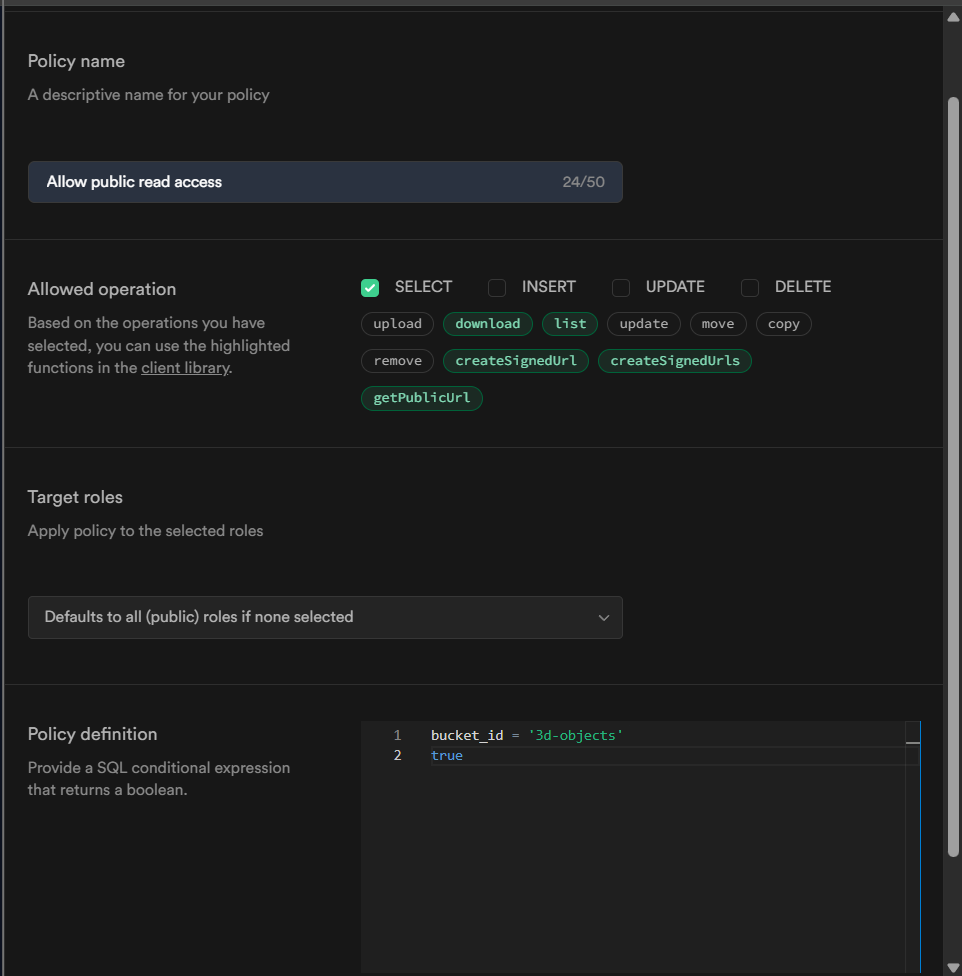 Policy name
A descriptive name for your policy
Allow public read access 24/50
Allowed operation
Based on the operations you have
selected, you can use the highlighted
functions in the client library.
SELECT INSERT UPDATE DELETE
upload download list update move copy
remove createSignedUrl createSignedUrls
getPublicUrl
Target roles
Apply policy to the selected roles
Defaults to all (public) roles if none selected
Policy definition
Provide a SQL conditional expression
that returns a boolean.
1 bucket_id = '3d-objects'
2 true